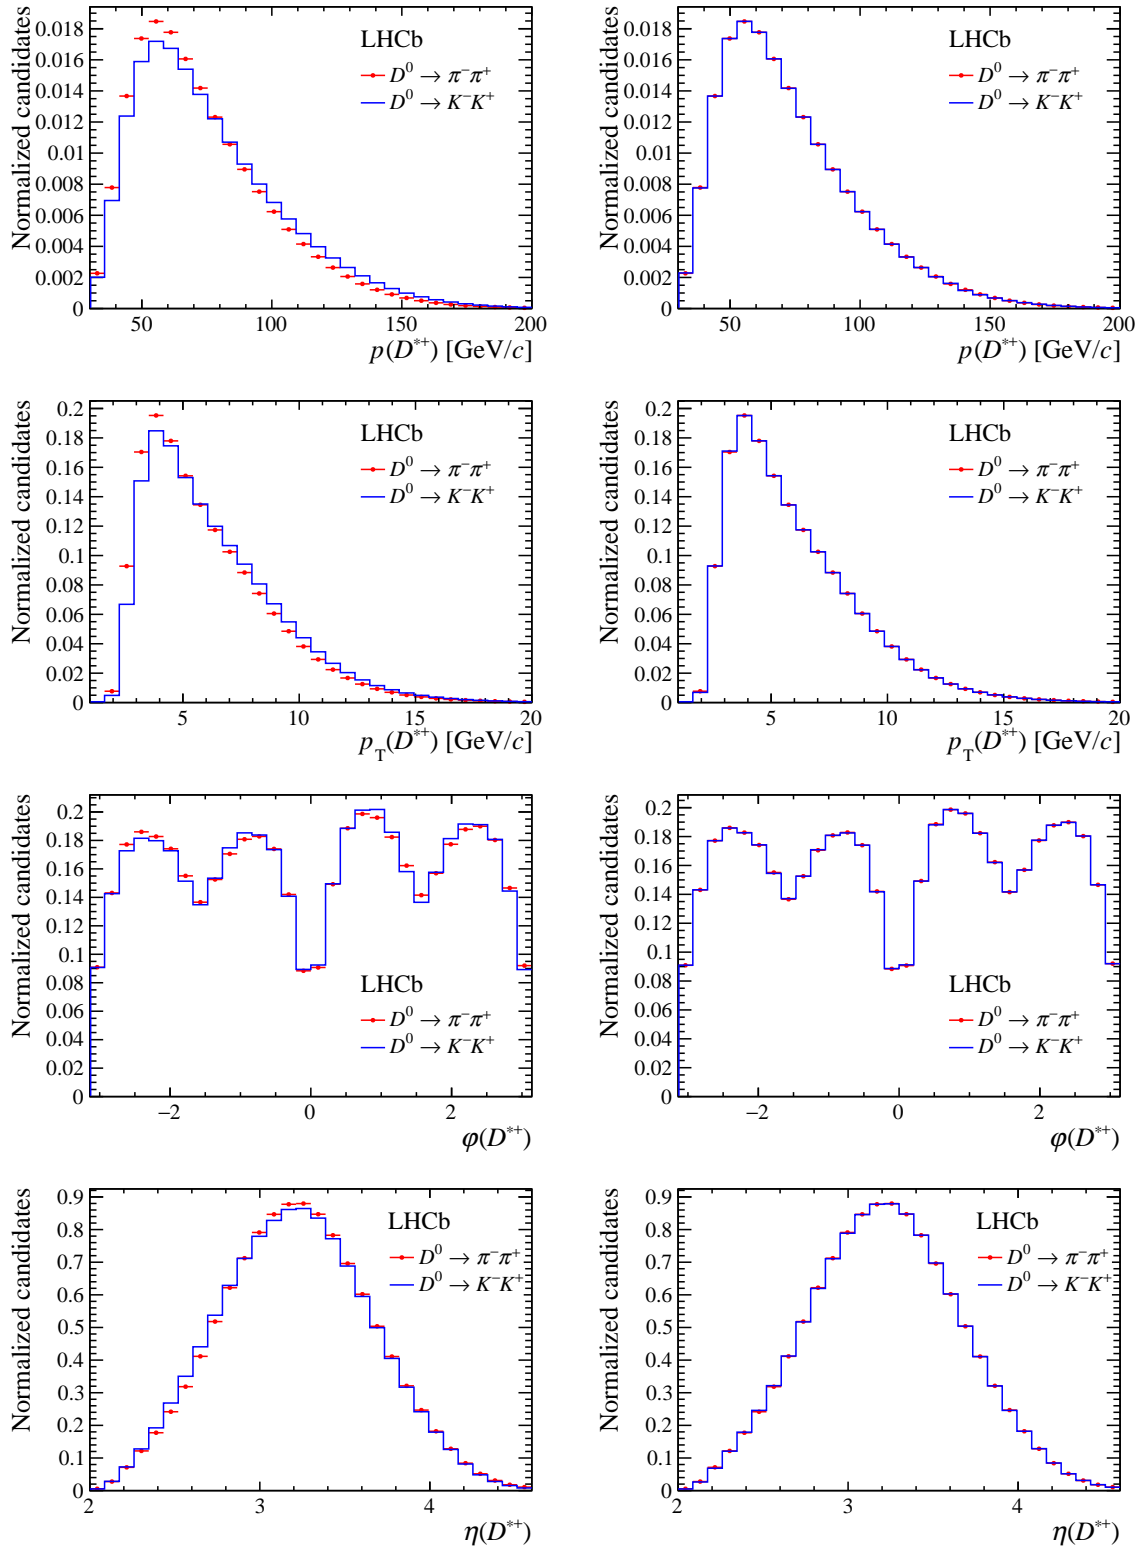 Normalized candidates
0.018
0.016
0.014
0.012
0.01
0.008
0.006
0.004
0.002
0
LHCb
D⁰ → π⁻π⁺
D⁰ → K⁻K⁺
50 100 150 200
p(D*⁺) [GeV/c]
Normalized candidates
0.018
0.016
0.014
0.012
0.01
0.008
0.006
0.004
0.002
0
LHCb
D⁰ → π⁻π⁺
D⁰ → K⁻K⁺
50 100 150 200
p(D*⁺) [GeV/c]
Normalized candidates
0.2
0.18
0.16
0.14
0.12
0.1
0.08
0.06
0.04
0.02
0
LHCb
D⁰ → π⁻π⁺
D⁰ → K⁻K⁺
5 10 15 20
p_T(D*⁺) [GeV/c]
Normalized candidates
0.2
0.18
0.16
0.14
0.12
0.1
0.08
0.06
0.04
0.02
0
LHCb
D⁰ → π⁻π⁺
D⁰ → K⁻K⁺
5 10 15 20
p_T(D*⁺) [GeV/c]
Normalized candidates
0.2
0.18
0.16
0.14
0.12
0.1
0.08
0.06
0.04
0.02
0
LHCb
D⁰ → π⁻π⁺
D⁰ → K⁻K⁺
−2 0 2
φ(D*⁺)
Normalized candidates
0.2
0.18
0.16
0.14
0.12
0.1
0.08
0.06
0.04
0.02
0
LHCb
D⁰ → π⁻π⁺
D⁰ → K⁻K⁺
−2 0 2
φ(D*⁺)
Normalized candidates
0.9
0.8
0.7
0.6
0.5
0.4
0.3
0.2
0.1
0
LHCb
D⁰ → π⁻π⁺
D⁰ → K⁻K⁺
2 3 4
η(D*⁺)
Normalized candidates
0.9
0.8
0.7
0.6
0.5
0.4
0.3
0.2
0.1
0
LHCb
D⁰ → π⁻π⁺
D⁰ → K⁻K⁺
2 3 4
η(D*⁺)